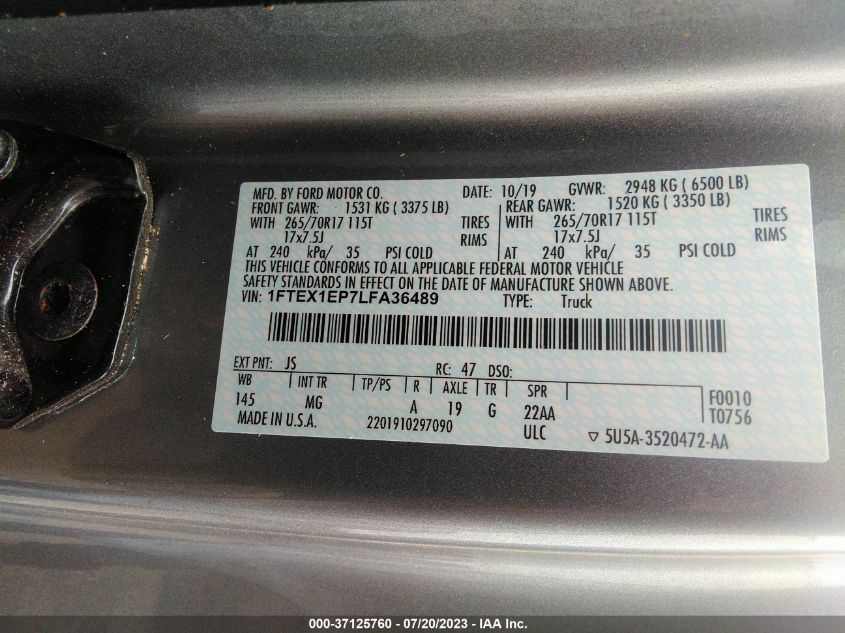 MFD. BY FORD MOTOR CO. DATE: 10/19 GVWR: 2948 KG ( 6500 LB)
FRONT GAWR: 1531 KG ( 3375 LB) REAR GAWR: 1520 KG ( 3350 LB)
WITH 265/70R17 115T TIRES WITH 265/70R17 115T TIRES
17x7.5J RIMS 17x7.5J RIMS
AT 240 kPa/ 35 PSI COLD AT 240 kPa/ 35 PSI COLD
THIS VEHICLE CONFORMS TO ALL APPLICABLE FEDERAL MOTOR VEHICLE
SAFETY STANDARDS IN EFFECT ON THE DATE OF MANUFACTURE SHOWN ABOVE.
VIN: 1FTEX1EP7LFA36489 TYPE: Truck
EXT PNT: JS RC: 47 DSO:
WB INT TR TP/PS R AXLE TR SPR F0010
145 MG A 19 G 22AA T0756
MADE IN U.S.A. 2201910297090 ULC ▽ 5U5A-3520472-AA
000-37125760 - 07/20/2023 - IAA Inc.